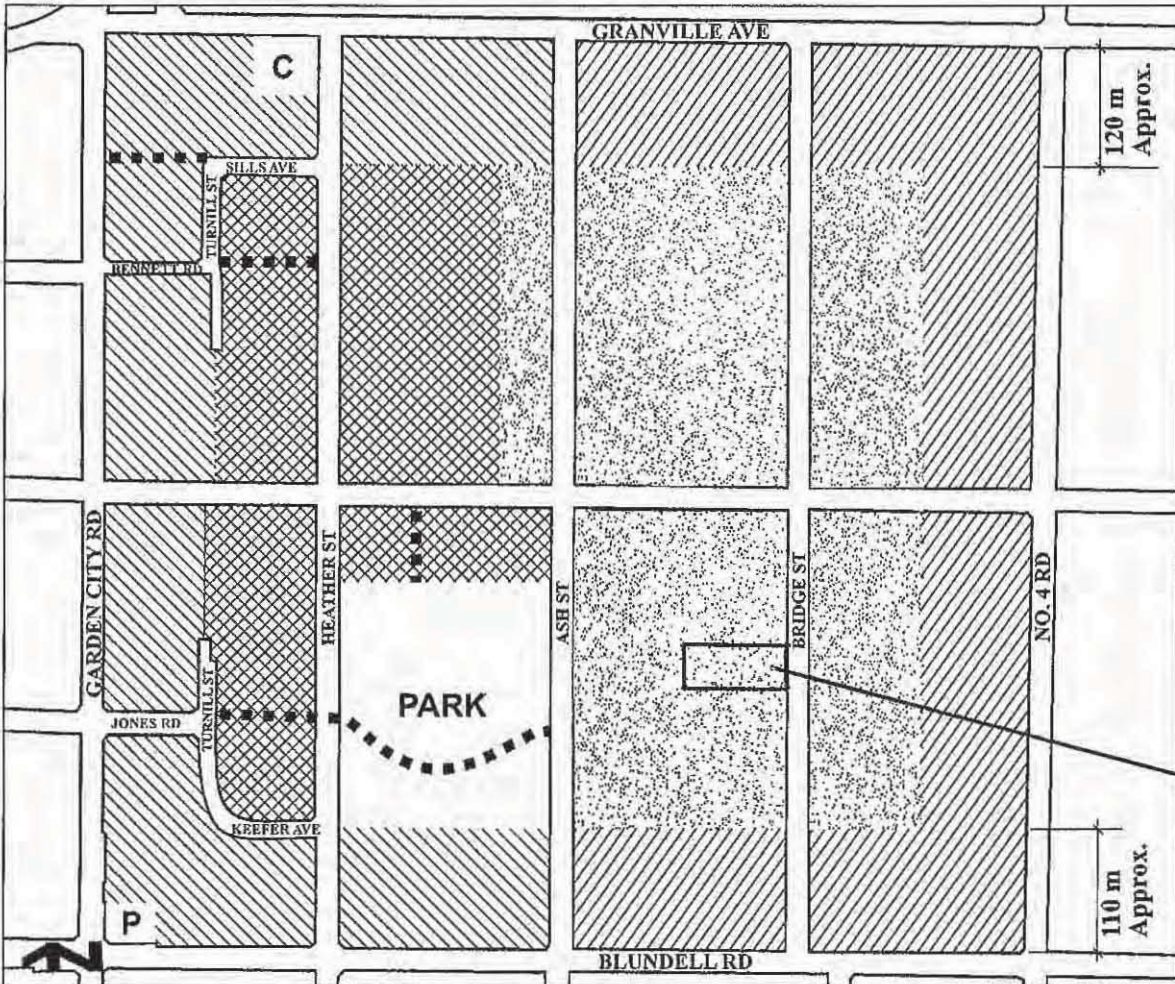 GRANVILLE AVE
C
120 m
Approx.
SILLS AVE
TURNILL ST
BENNETT RD
GARDEN CITY RD
HEATHER ST
ASH ST
BRIDGE ST
NO. 4 RD
PARK
JONES RD
TURNILL ST
KEEFER AVE
110 m
Approx.
P
BLUNDELL RD